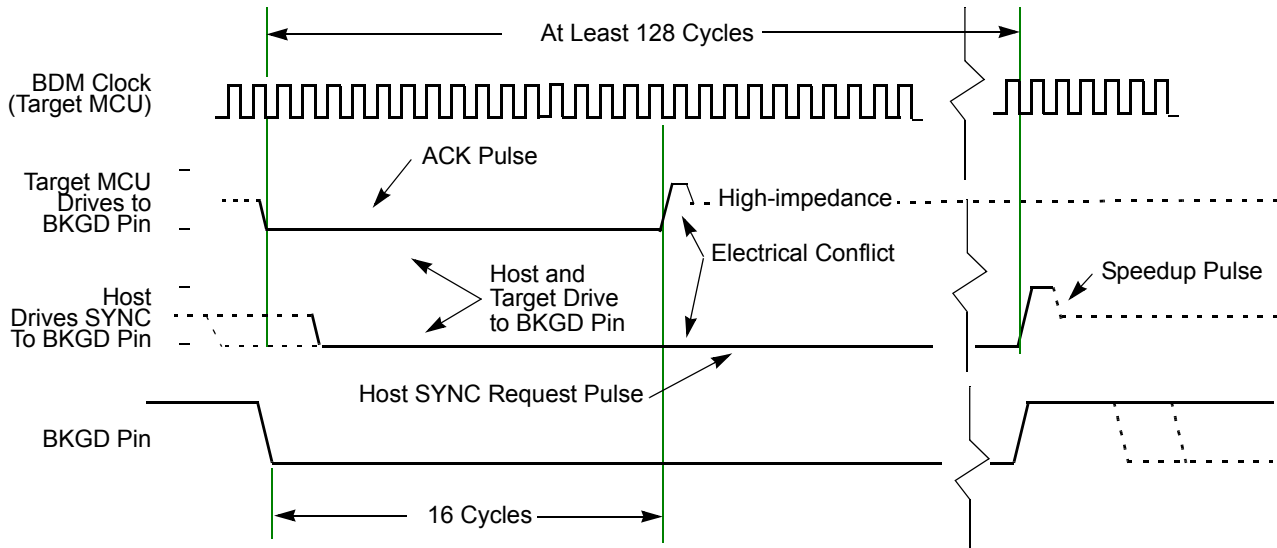 At Least 128 Cycles
BDM Clock
(Target MCU)
ACK Pulse
Target MCU
Drives to
BKGD Pin
High-impedance
Electrical Conflict
Host and
Target Drive
to BKGD Pin
Speedup Pulse
Host
Drives SYNC
To BKGD Pin
Host SYNC Request Pulse
BKGD Pin
16 Cycles